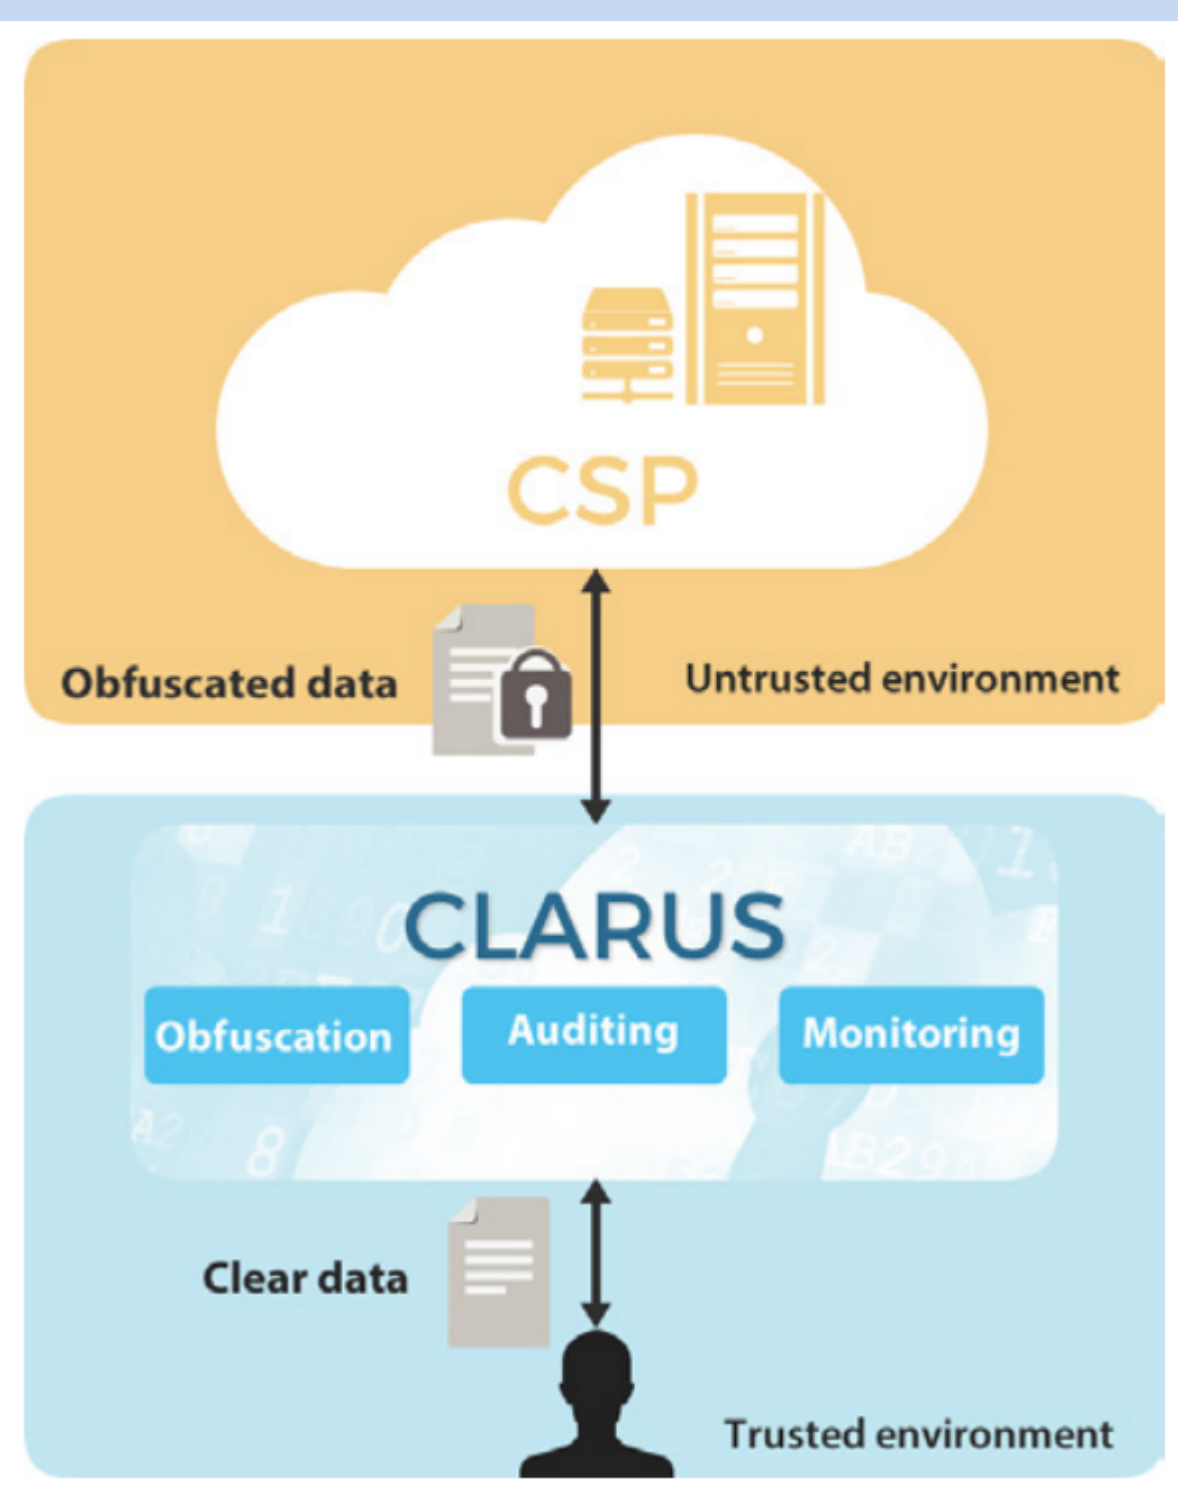 CSP
Obfuscated data
Untrusted environment
CLARUS
Obfuscation
Auditing
Monitoring
Clear data
Trusted environment